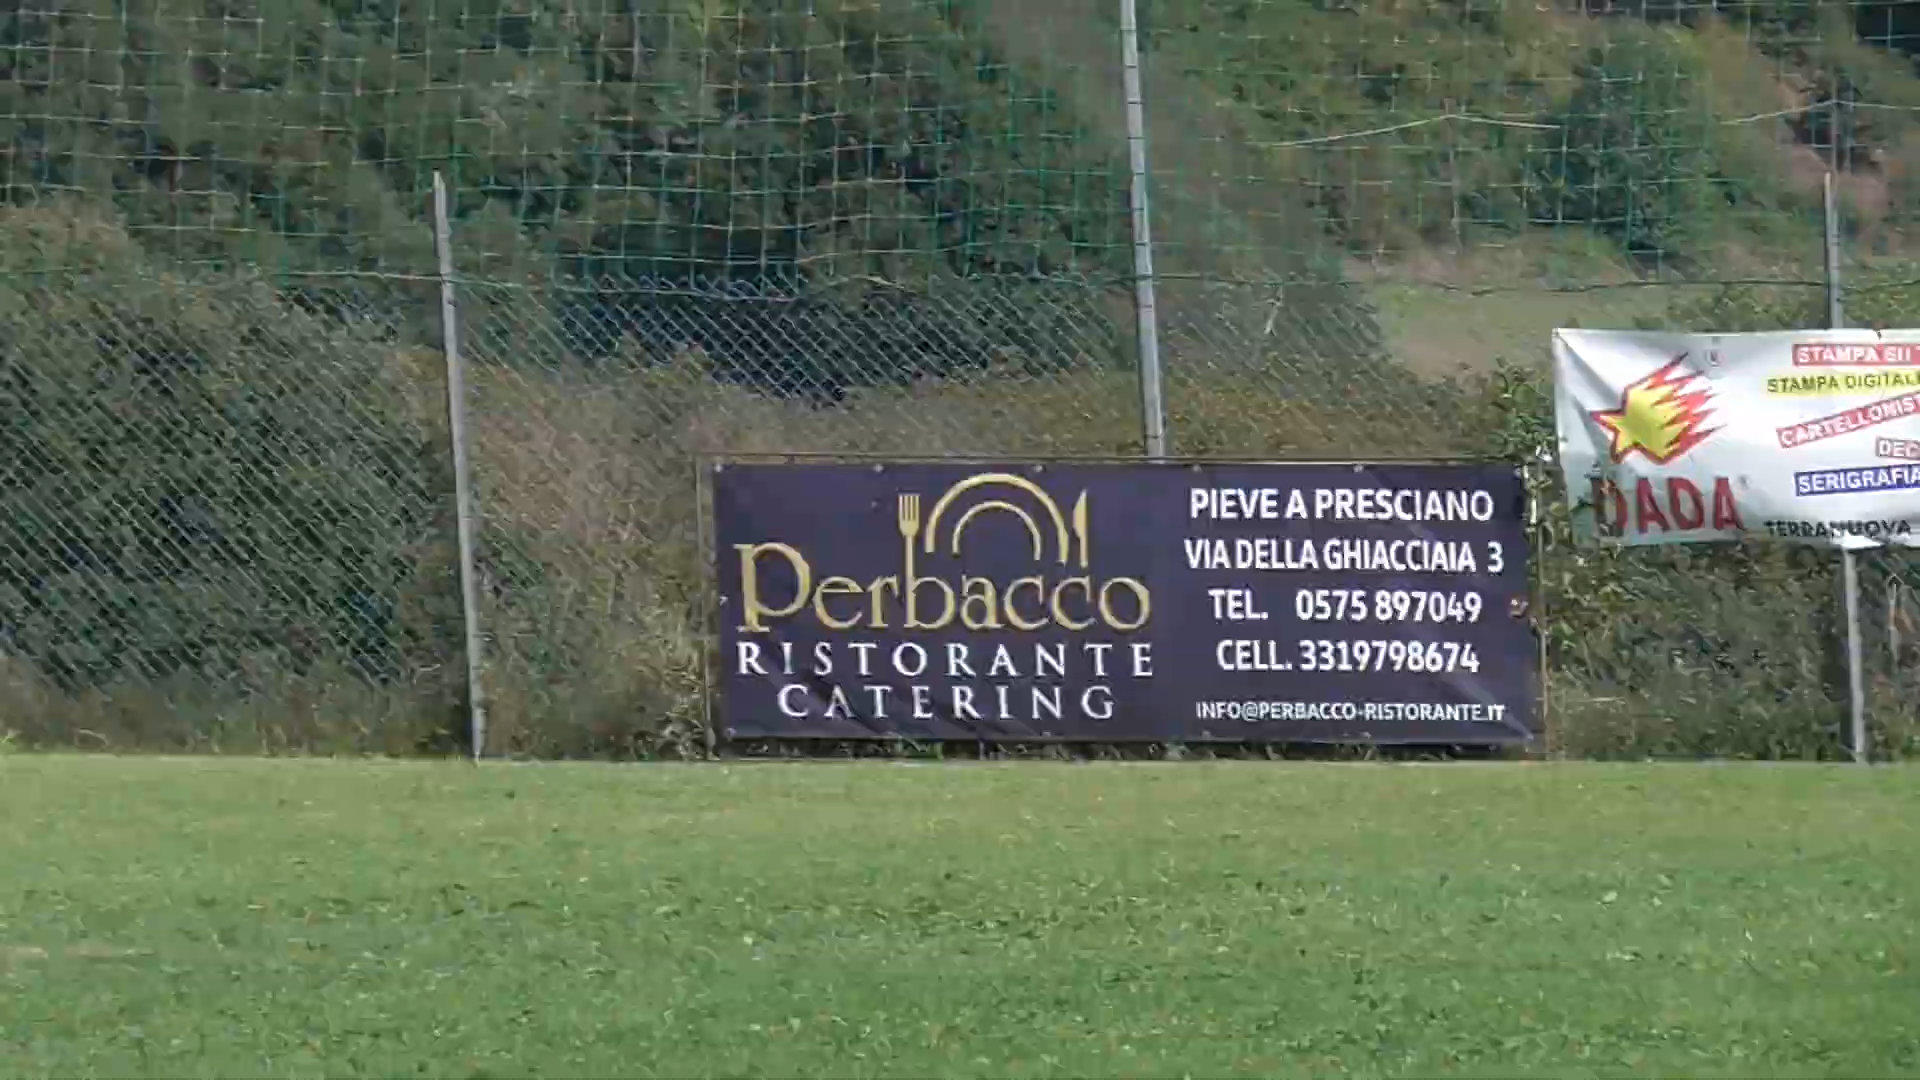 Perbacco
RISTORANTE
CATERING
PIEVE A PRESCIANO
VIA DELLA GHIACCIAIA 3
TEL. 0575 897049
CELL. 3319798674
INFO@PERBACCO-RISTORANTE.IT
DADA
STAMPA
STAMPA DIGITAL
CARTELLONIST
DEC
SERIGRAFIA
TERRANUOVA